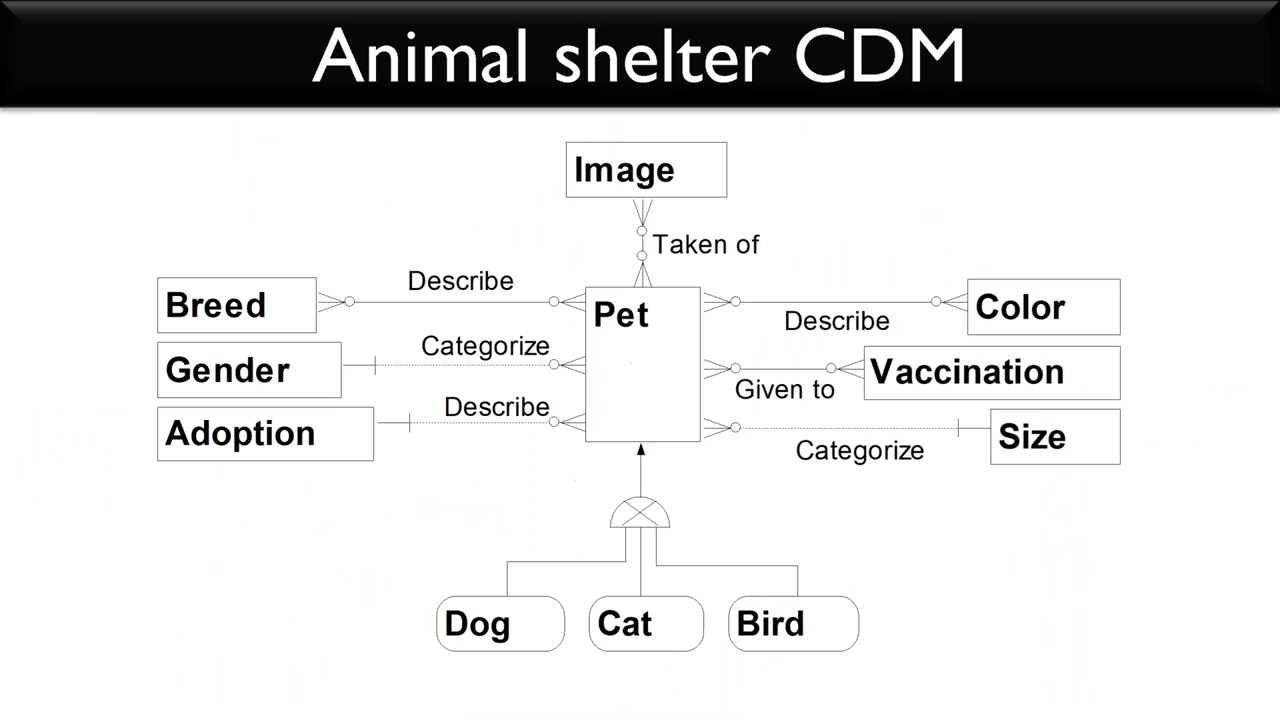 Animal shelter CDM
Image
Taken of
Describe
Breed
Pet
Color
Describe
Categorize
Gender
Vaccination
Given to
Describe
Adoption
Size
Categorize
Dog
Cat
Bird